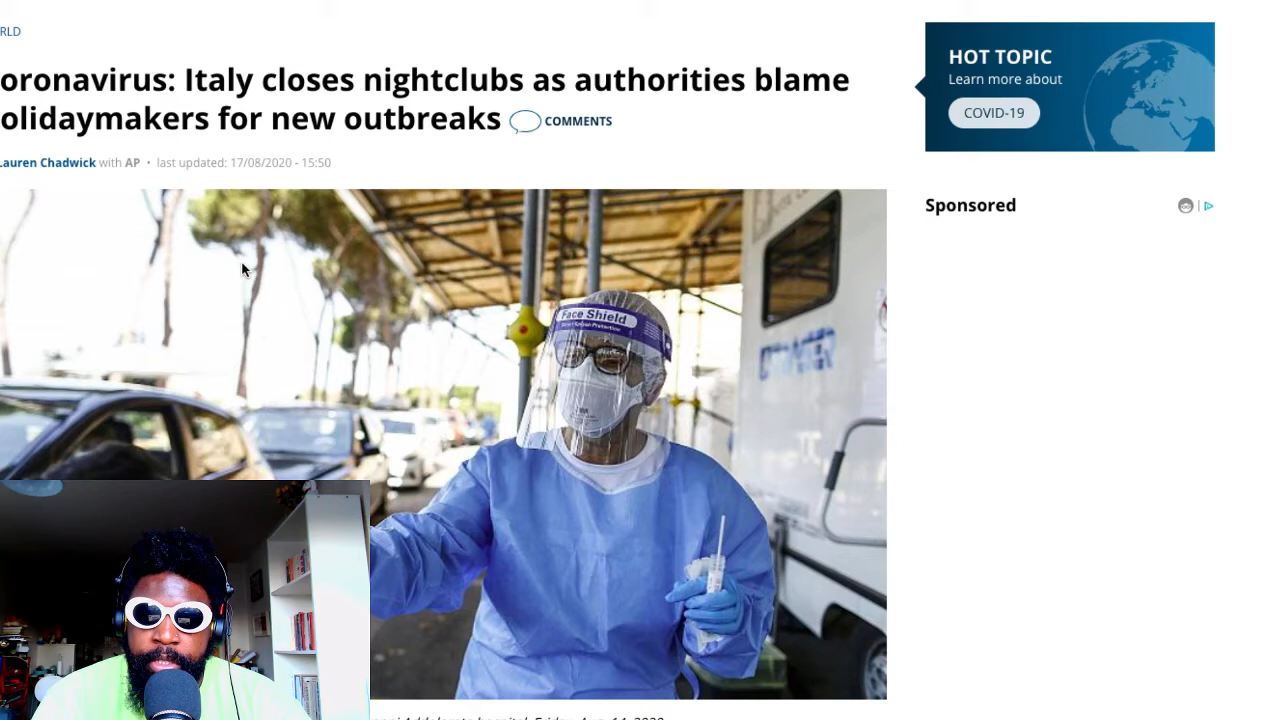 RLD
oronavirus: Italy closes nightclubs as authorities blame
olidaymakers for new outbreaks COMMENTS
Lauren Chadwick with AP • last updated: 17/08/2020 - 15:50
HOT TOPIC
Learn more about
COVID-19
Sponsored
Face Shield